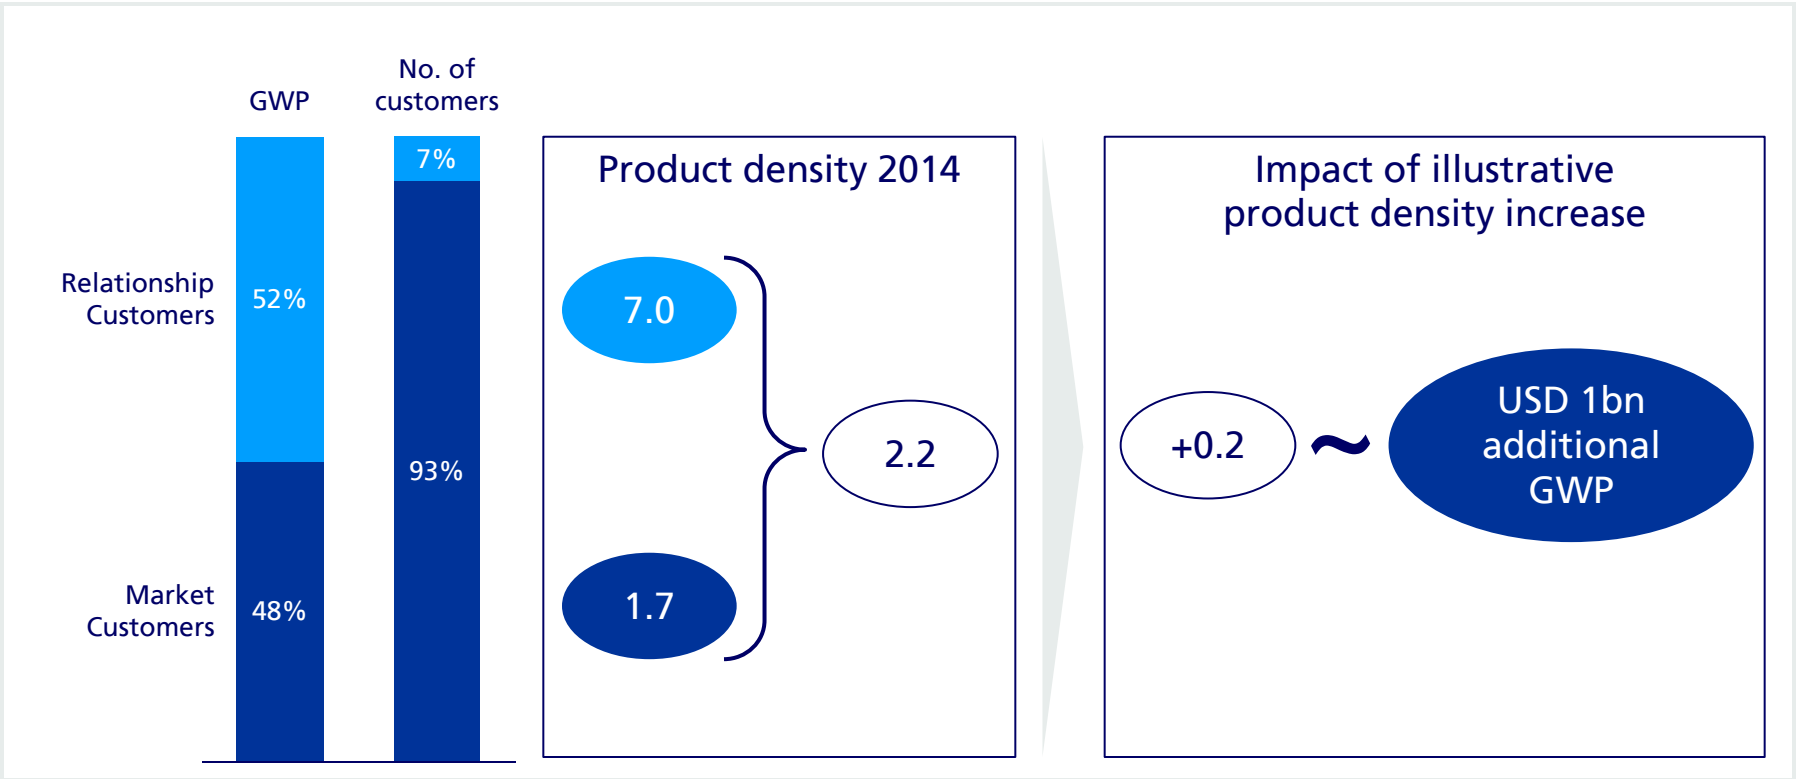 GWP
No. of
customers
Relationship
Customers
52%
Market
Customers
48%
7%
93%
Product density 2014
7.0
1.7
2.2
Impact of illustrative
product density increase
+0.2
~
USD 1bn
additional
GWP